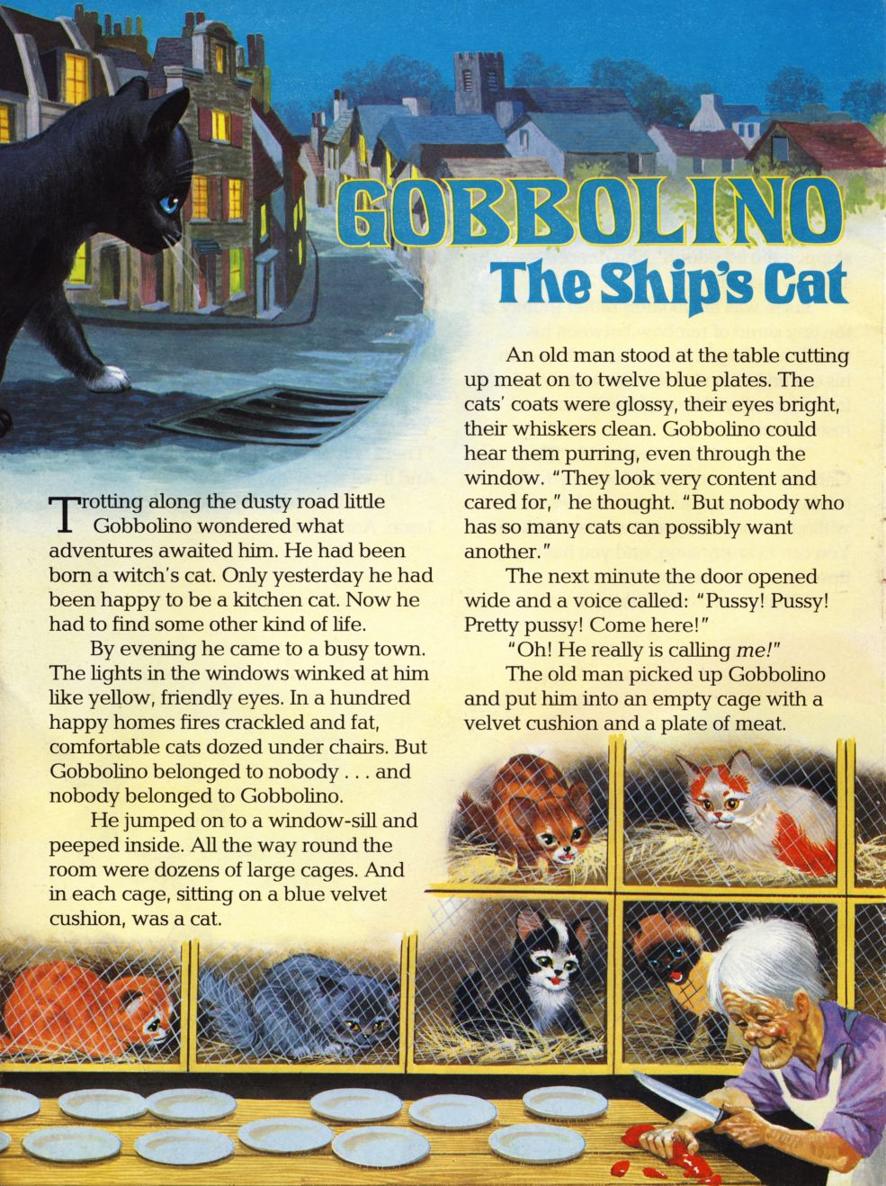 GOBBOLINO
The Ship's Cat
Trotting along the dusty road little
Gobbolino wondered what
adventures awaited him. He had been
born a witch's cat. Only yesterday he had
been happy to be a kitchen cat. Now he
had to find some other kind of life.
By evening he came to a busy town.
The lights in the windows winked at him
like yellow, friendly eyes. In a hundred
happy homes fires crackled and fat,
comfortable cats dozed under chairs. But
Gobbolino belonged to nobody . . . and
nobody belonged to Gobbolino.
He jumped on to a window-sill and
peeped inside. All the way round the
room were dozens of large cages. And
in each cage, sitting on a blue velvet
cushion, was a cat.
An old man stood at the table cutting
up meat on to twelve blue plates. The
cats' coats were glossy, their eyes bright,
their whiskers clean. Gobbolino could
hear them purring, even through the
window. “They look very content and
cared for,” he thought. “But nobody who
has so many cats can possibly want
another.”
The next minute the door opened
wide and a voice called: “Pussy! Pussy!
Pretty pussy! Come here!”
“Oh! He really is calling me!”
The old man picked up Gobbolino
and put him into an empty cage with a
velvet cushion and a plate of meat.